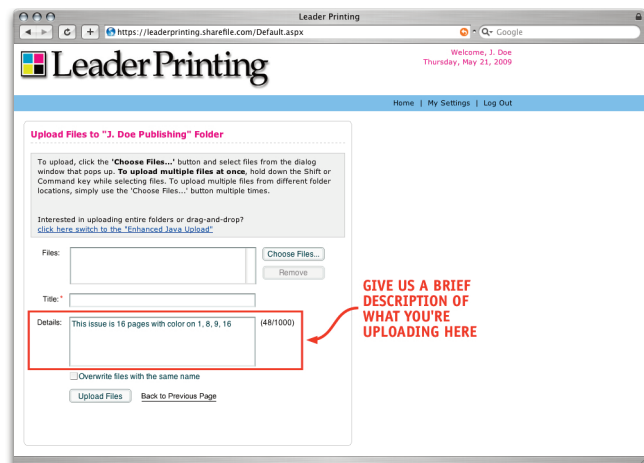 Leader Printing
https://leaderprinting.sharefile.com/Default.aspx
Google
Leader Printing
Welcome, J. Doe
Thursday, May 21, 2009
Home | My Settings | Log Out
Upload Files to "J. Doe Publishing" Folder
To upload, click the 'Choose Files...' button and select files from the dialog
window that pops up. To upload multiple files at once, hold down the Shift or
Command key while selecting files. To upload multiple files from different folder
locations, simply use the 'Choose Files...' button multiple times.
Interested in uploading entire folders or drag-and-drop?
click here switch to the "Enhanced Java Upload"
Files:
Choose Files...
Remove
Title:*
Details:
This issue is 16 pages with color on 1, 8, 9, 16
(48/1000)
GIVE US A BRIEF
DESCRIPTION OF
WHAT YOU'RE
UPLOADING HERE
Overwrite files with the same name
Upload Files
Back to Previous Page